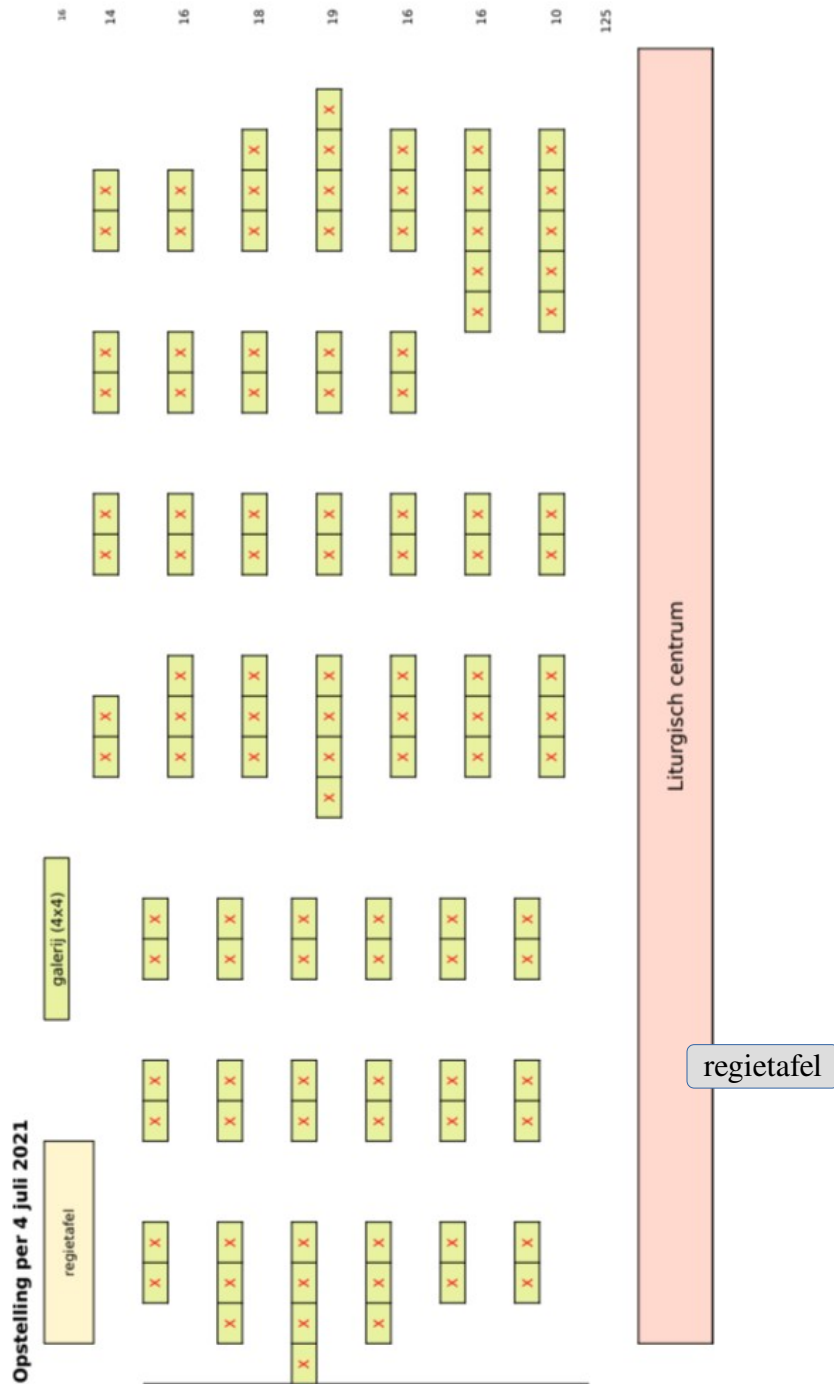 Opstelling per 4 juli 2021
regietafel galerij (4x4) 16
X X X X X X X X 14
X X X X X X
X X X X X X X X X 16
X X X X X X X
X X X X X X X X X X 18
X X X X X X X X
X X X X X X X X X X X X 19
X X X X X X X
X X X X X X X X X X 16
X X X X X X
X X X X X X X X X X 16
X X X X X X
X X X X X X X X X X 10
125
Liturgisch centrum
regietafel